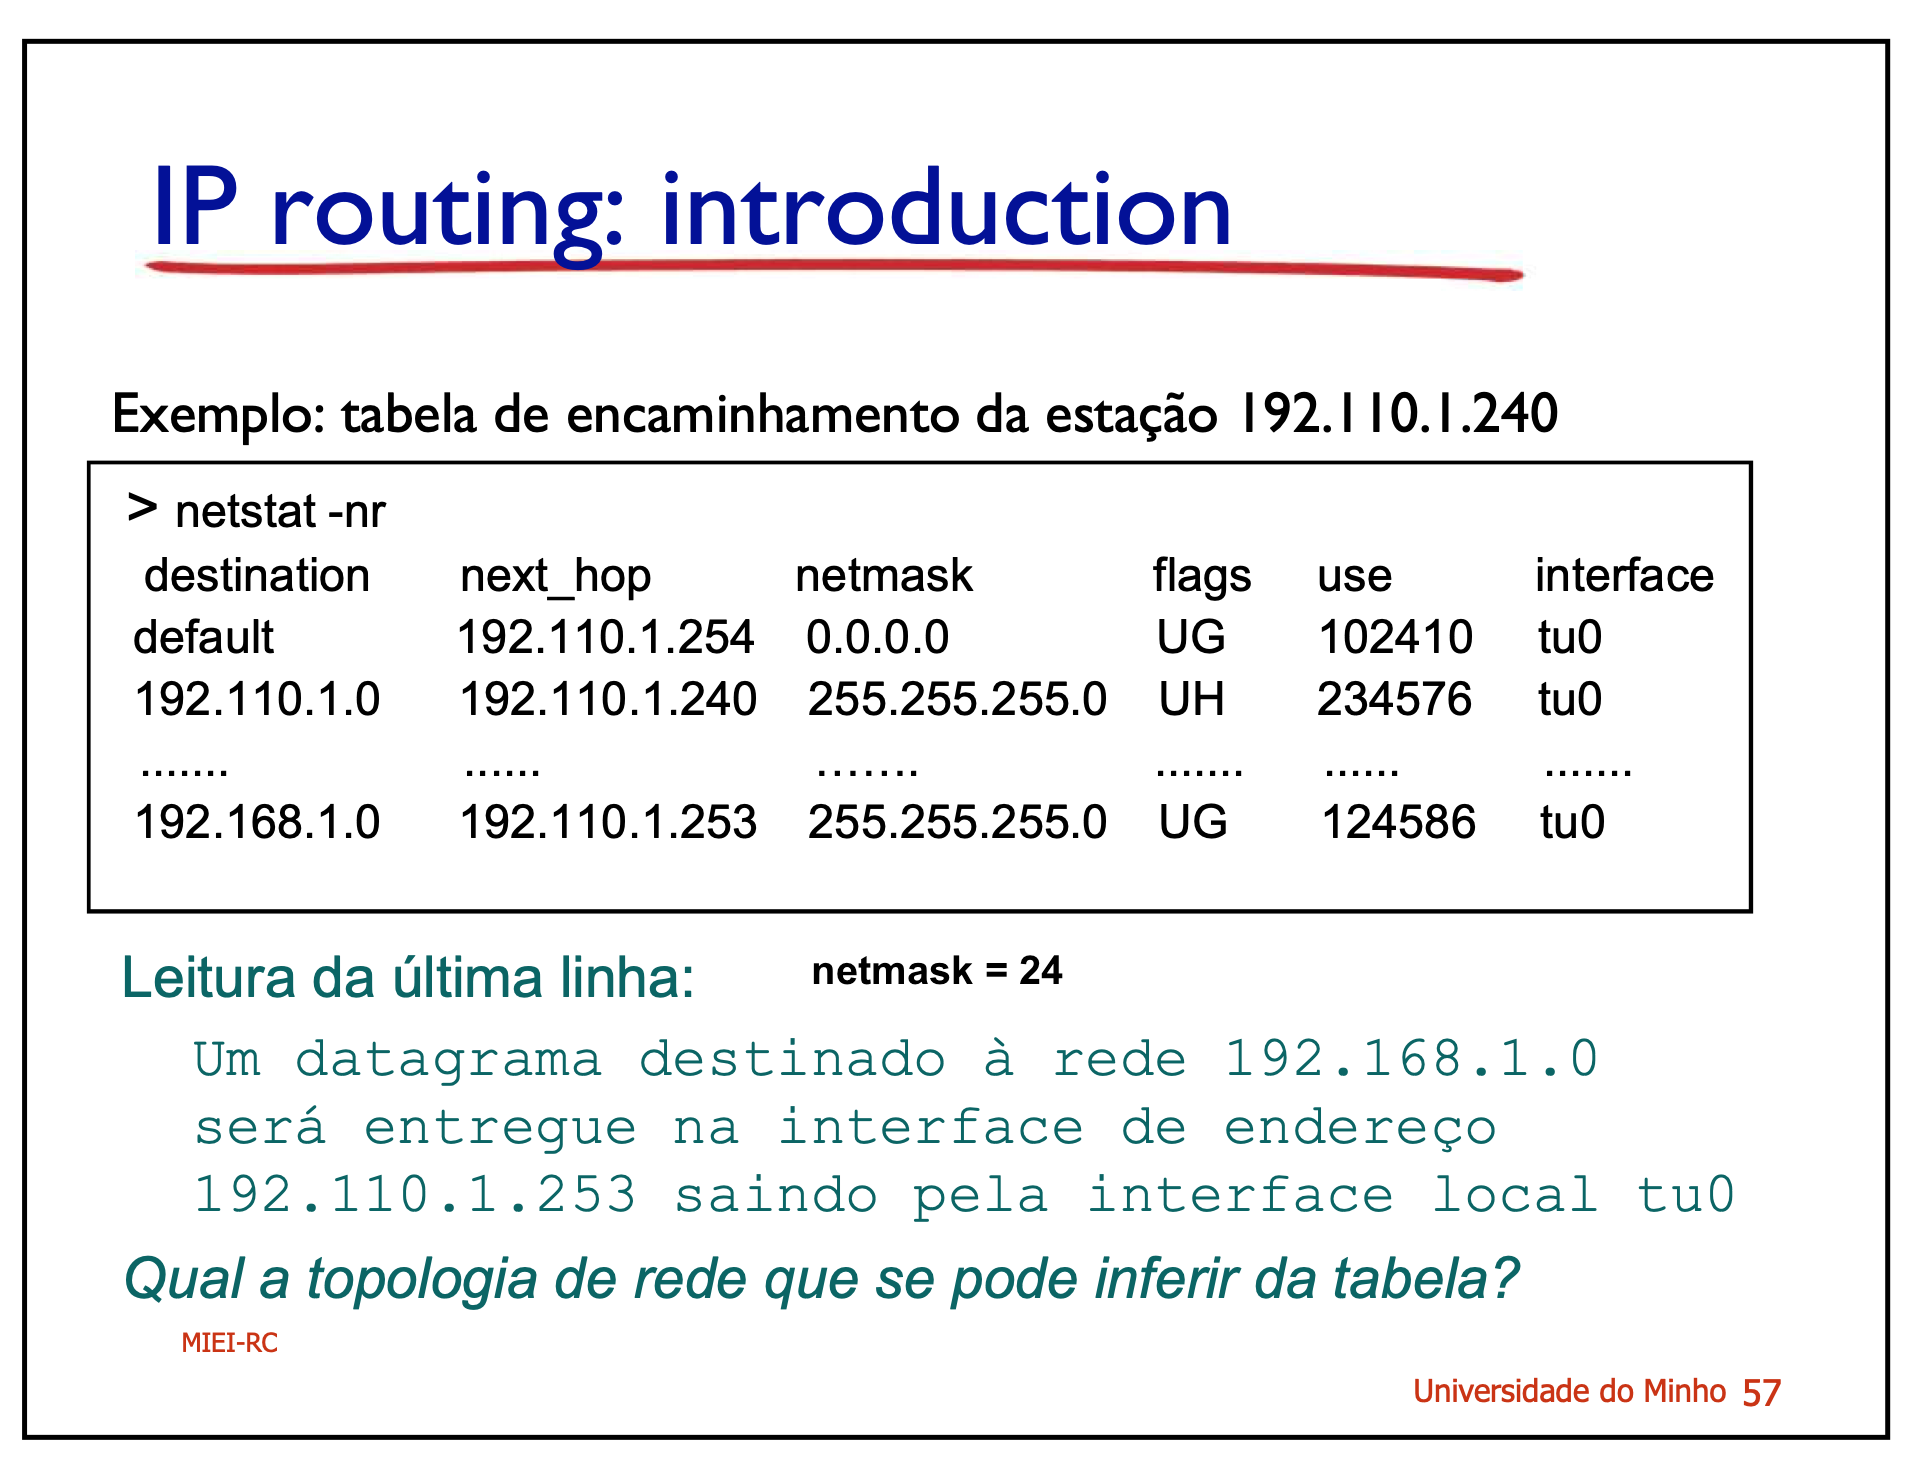 IP routing: introduction
Exemplo: tabela de encaminhamento da estação 192.110.1.240
> netstat -nr
destination next_hop netmask flags use interface
default 192.110.1.254 0.0.0.0 UG 102410 tu0
192.110.1.0 192.110.1.240 255.255.255.0 UH 234576 tu0
....... ...... ....... ....... ...... .......
192.168.1.0 192.110.1.253 255.255.255.0 UG 124586 tu0
Leitura da última linha: netmask = 24
Um datagrama destinado à rede 192.168.1.0
será entregue na interface de endereço
192.110.1.253 saindo pela interface local tu0
Qual a topologia de rede que se pode inferir da tabela?
MIEI-RC
Universidade do Minho 57